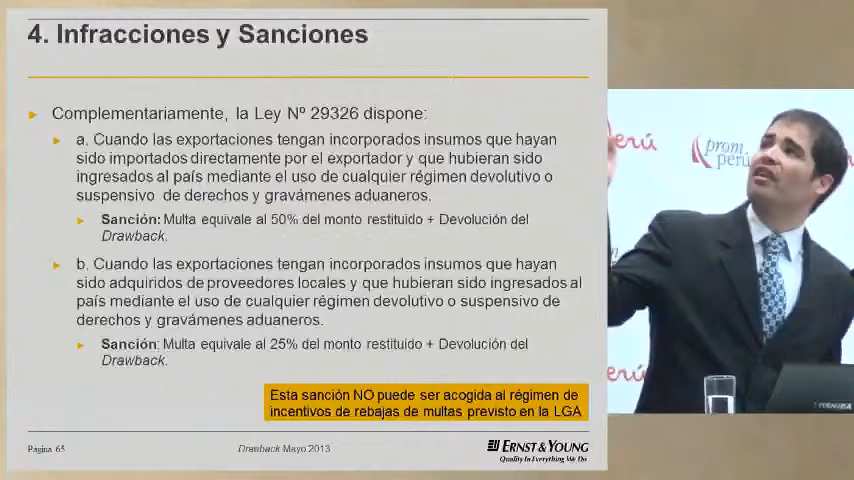 4. Infracciones y Sanciones
Complementariamente, la Ley Nº 29326 dispone:
a. Cuando las exportaciones tengan incorporados insumos que hayan
sido importados directamente por el exportador y que hubieran sido
ingresados al país mediante el uso de cualquier régimen devolutivo o
suspensivo de derechos y gravámenes aduaneros.
Sanción: Multa equivale al 50% del monto restituido + Devolución del
Drawback.
b. Cuando las exportaciones tengan incorporados insumos que hayan
sido adquiridos de proveedores locales y que hubieran sido ingresados al
país mediante el uso de cualquier régimen devolutivo o suspensivo de
derechos y gravámenes aduaneros.
Sanción: Multa equivale al 25% del monto restituido + Devolución del
Drawback.
Esta sanción NO puede ser acogida al régimen de
incentivos de rebajas de multas previsto en la LGA
Página 65
Drawback Mayo 2013
ERNST & YOUNG
Quality In Everything We Do
erú
prom
perú
erú
TOSHIBA